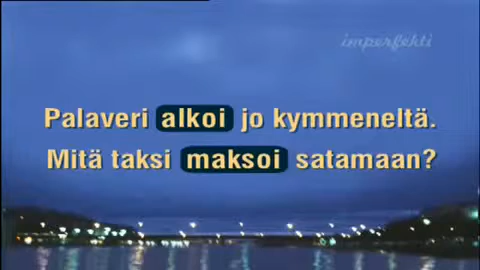 imperfekti
Palaveri alkoi jo kymmeneltä.
Mitä taksi maksoi satamaan?